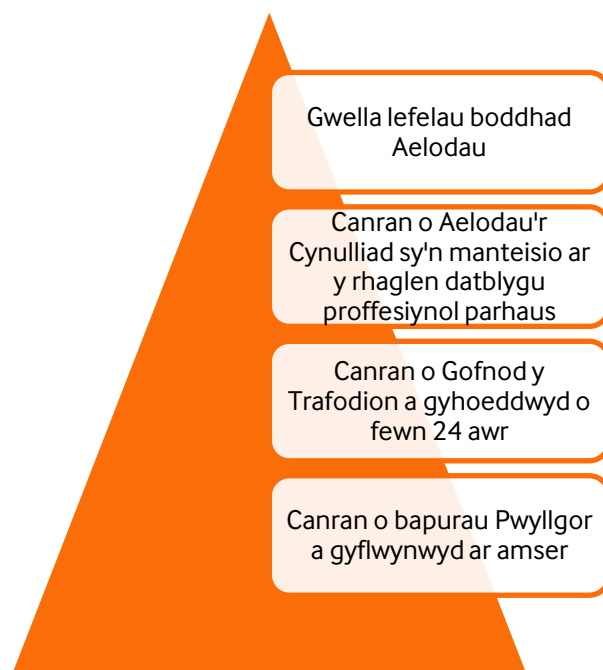 Gwella lefelau boddhad
Aelodau
Canran o Aelodau'r
Cynulliad sy'n manteisio ar
y rhaglen datblygu
proffesiynol parhaus
Canran o Gofnod y
Trafodion a gyhoeddwyd o
fewn 24 awr
Canran o bapurau Pwyllgor
a gyflwynwyd ar amser